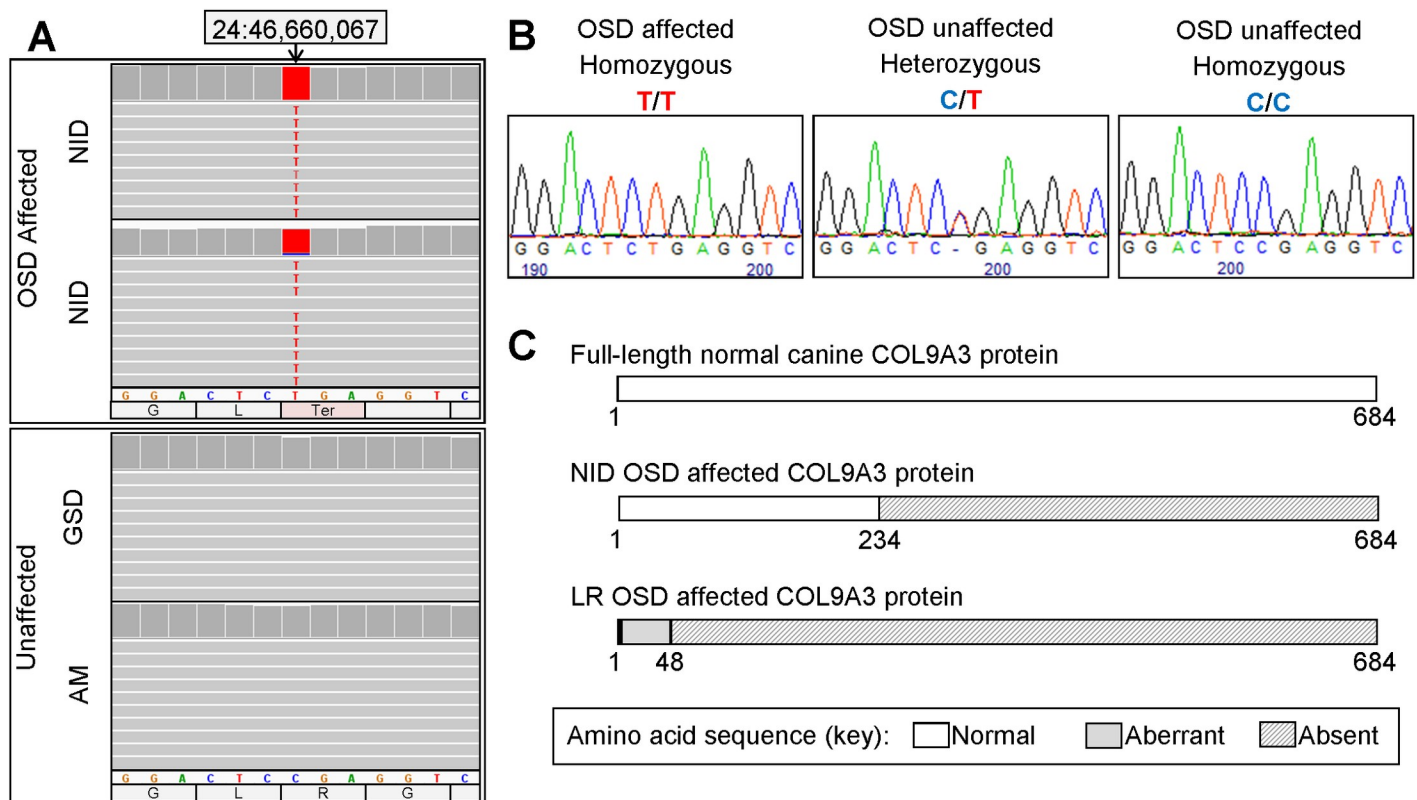 A
24:46,660,067
OSD Affected
NID
T
T
T
T
T
T
T
T
T
NID
T
T
T
T
T
T
T
T
T
G G A C T C T G A G G T C
G L Ter
Unaffected
GSD
AM
G G A C T C C G A G G T C
G L R G
B
OSD affected
Homozygous
T/T
G G A C T C T G A G G T C
190 200
OSD unaffected
Heterozygous
C/T
G G A C T C - G A G G T C
200
OSD unaffected
Homozygous
C/C
G G A C T C C G A G G T C
200
C
Full-length normal canine COL9A3 protein
1 684
NID OSD affected COL9A3 protein
1 234 684
LR OSD affected COL9A3 protein
1 48 684
Amino acid sequence (key): Normal Aberrant Absent